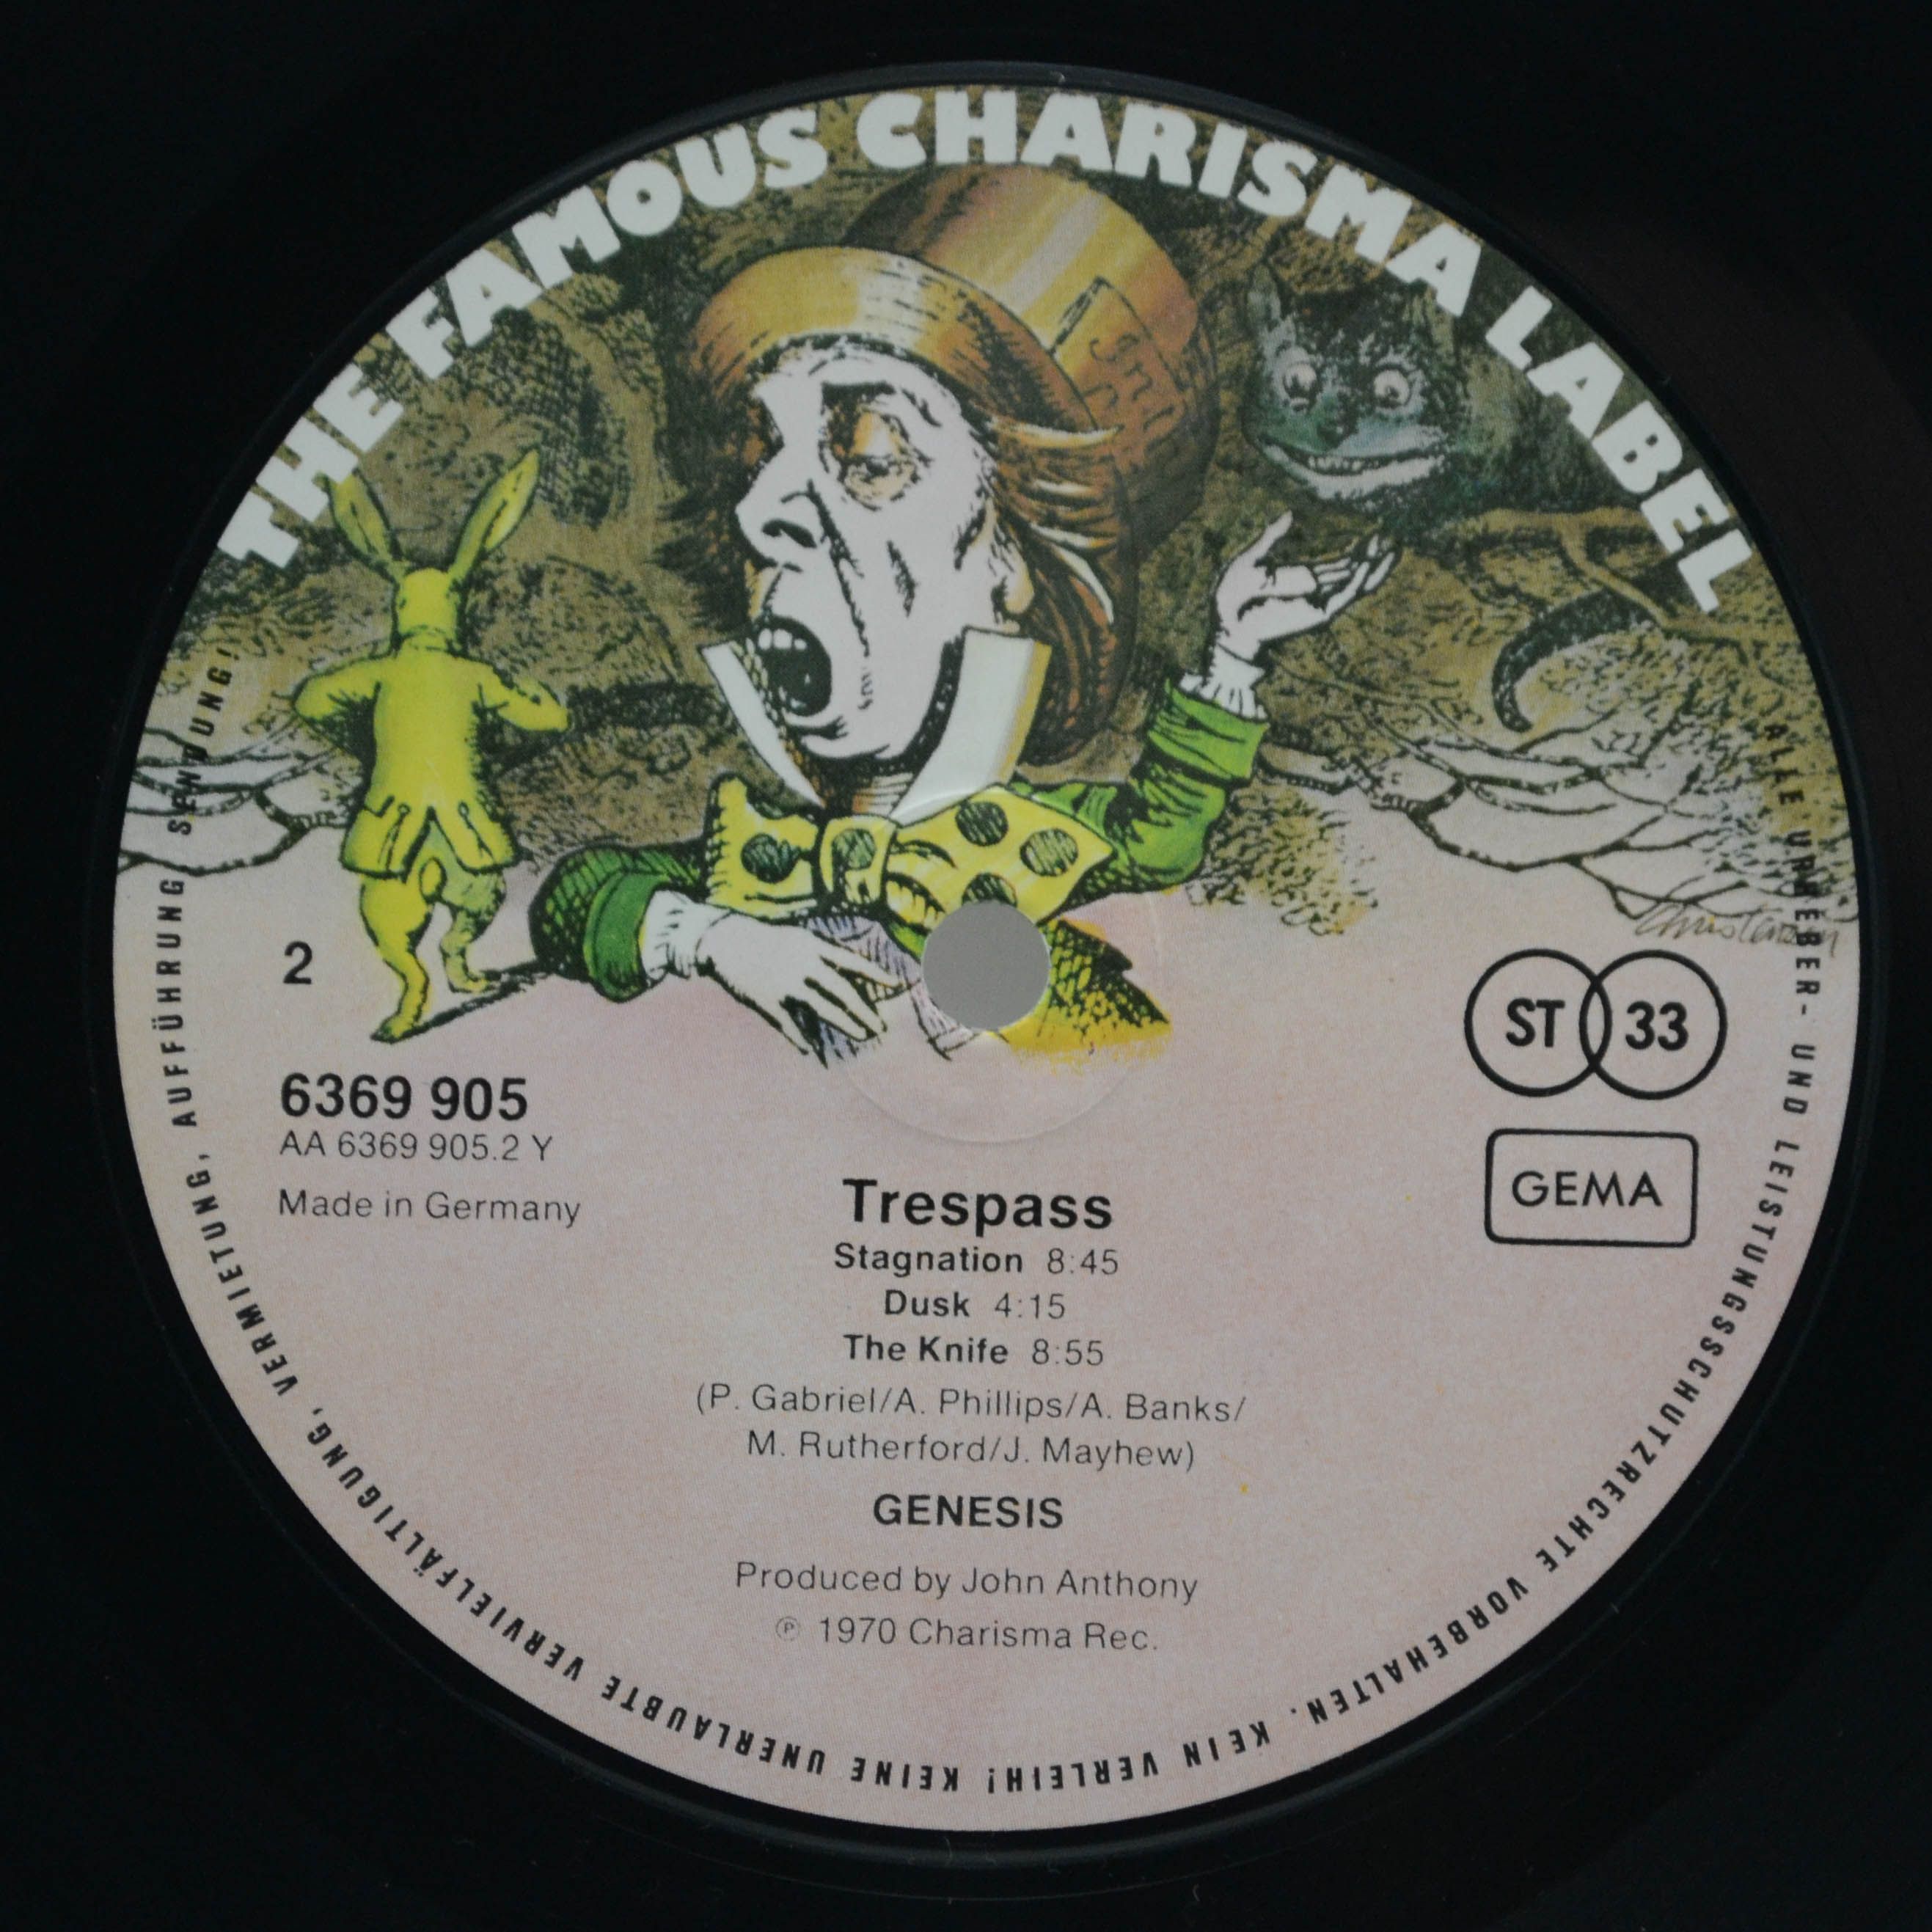 THE FAMOUS CHARISMA LABEL
2
ST 33
6369 905
AA 6369 905.2 Y
GEMA
Made in Germany
Trespass
Stagnation 8:45
Dusk 4:15
The Knife 8:55
(P. Gabriel/A. Phillips/A. Banks/
M. Rutherford/J. Mayhew)
GENESIS
Produced by John Anthony
℗ 1970 Charisma Rec.
ALLE URHEBER- UND LEISTUNGSSCHUTZRECHTE VORBEHALTEN. KEIN VERLEIH! KEINE UNERLAUBTE VERVIELFÄLTIGUNG, VERMIETUNG, AUFFÜHRUNG SENDUNG!